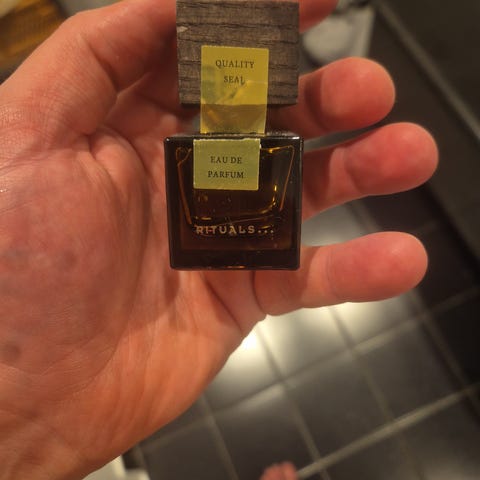 QUALITY
SEAL
EAU DE
PARFUM
RITUALS...